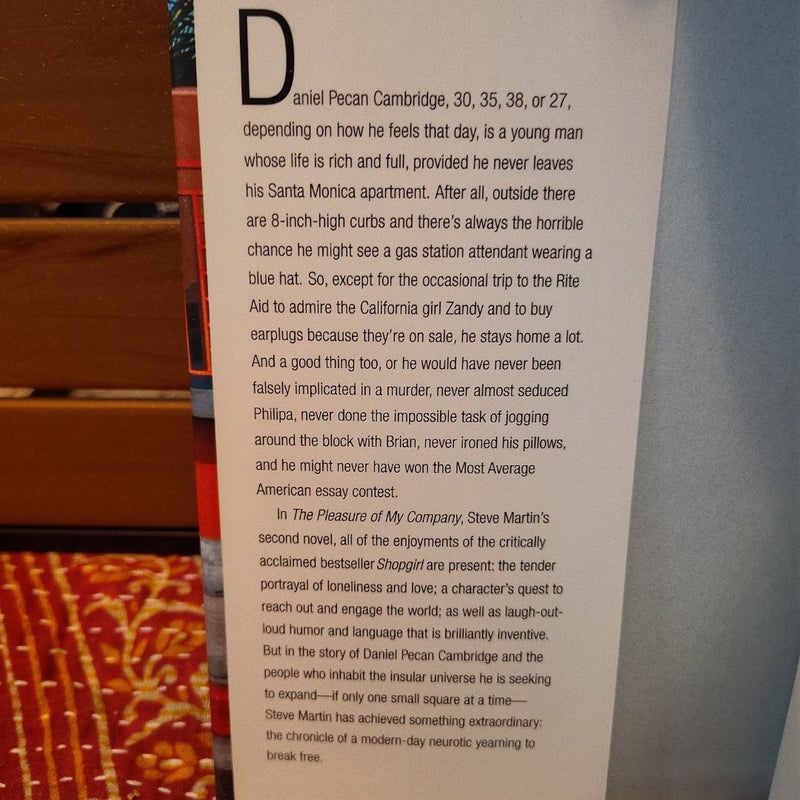 Daniel Pecan Cambridge, 30, 35, 38, or 27,
depending on how he feels that day, is a young man
whose life is rich and full, provided he never leaves
his Santa Monica apartment. After all, outside there
are 8-inch-high curbs and there's always the horrible
chance he might see a gas station attendant wearing a
blue hat. So, except for the occasional trip to the Rite
Aid to admire the California girl Zandy and to buy
earplugs because they're on sale, he stays home a lot.
And a good thing too, or he would have never been
falsely implicated in a murder, never almost seduced
Philipa, never done the impossible task of jogging
around the block with Brian, never ironed his pillows,
and he might never have won the Most Average
American essay contest.
In The Pleasure of My Company, Steve Martin's
second novel, all of the enjoyments of the critically
acclaimed bestseller Shopgirl are present: the tender
portrayal of loneliness and love; a character's quest to
reach out and engage the world; as well as laugh-out-
loud humor and language that is brilliantly inventive.
But in the story of Daniel Pecan Cambridge and the
people who inhabit the insular universe he is seeking
to expand—if only one small square at a time—
Steve Martin has achieved something extraordinary:
the chronicle of a modern-day neurotic yearning to
break free.